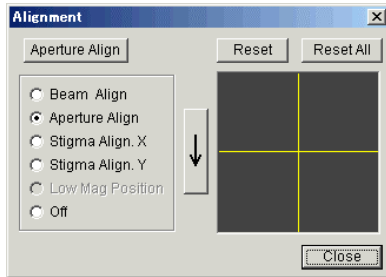 Alignment
Aperture Align
Reset
Reset All
Beam Align
Aperture Align
Stigma Align. X
Stigma Align. Y
Low Mag Position
Off
Close